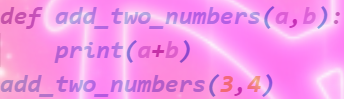 def add_two_numbers(a,b):
    print(a+b)
add_two_numbers(3,4)